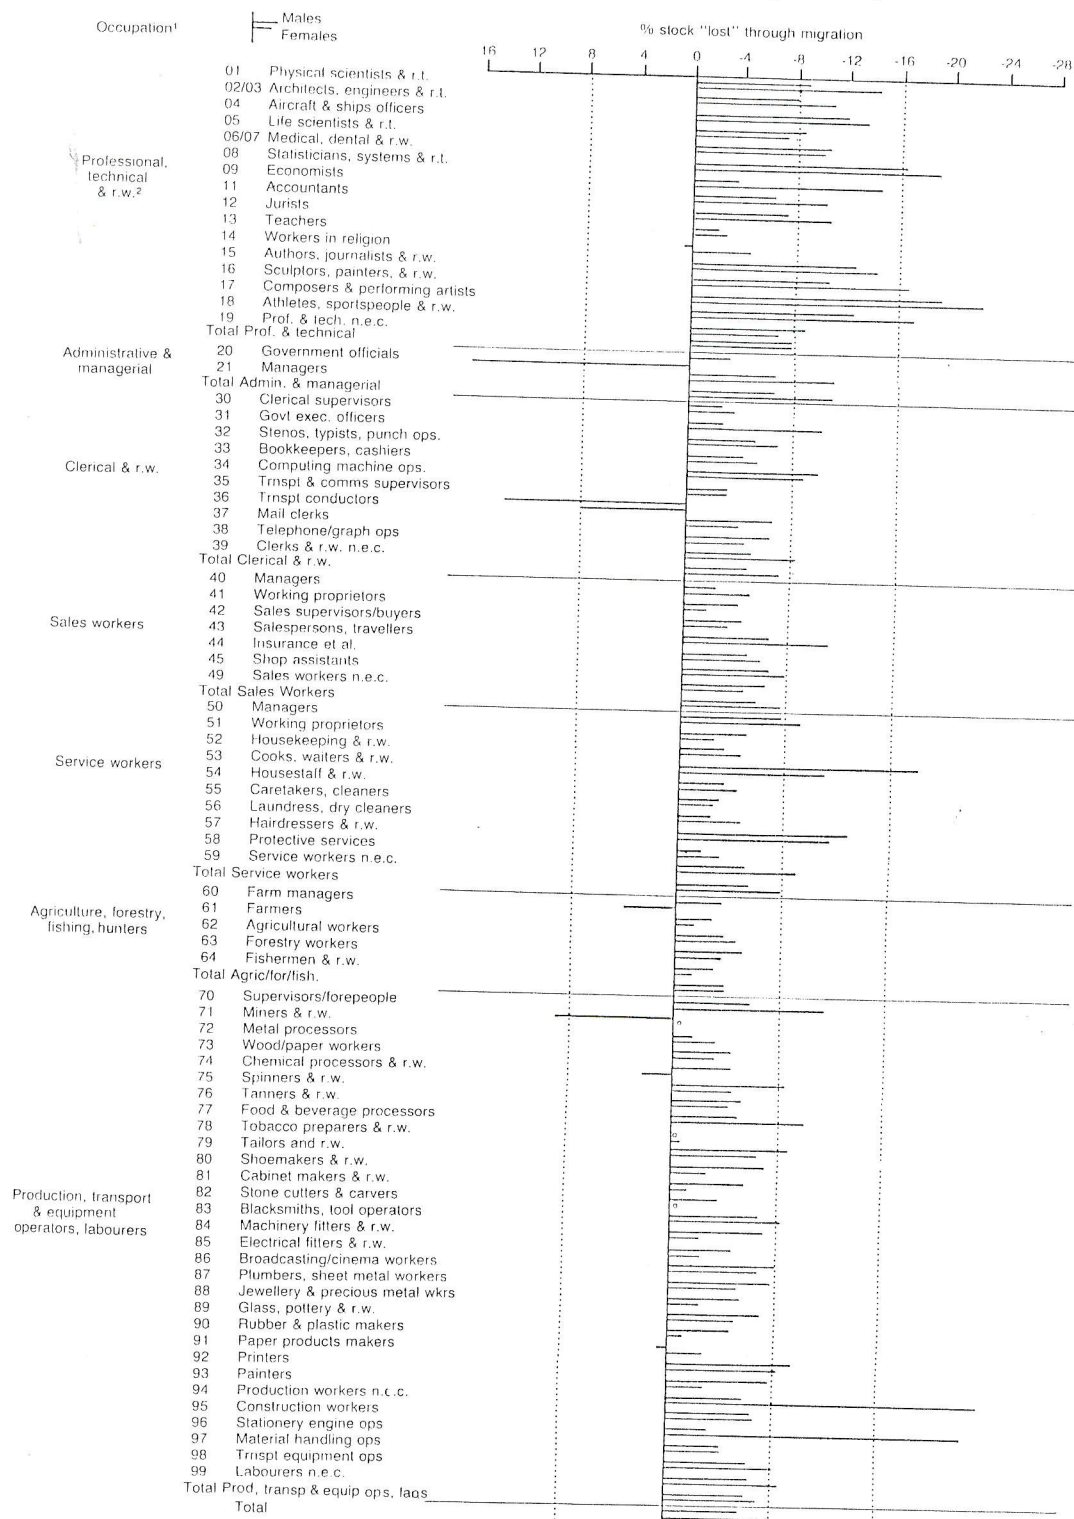 Occupation¹
Males
Females
% stock "lost" through migration
16 12 8 4 0 -4 -8 -12 -16 -20 -24 -28
Professional,
technical
& r.w.²
01 Physical scientists & r.t.
02/03 Architects, engineers & r.t.
04 Aircraft & ships officers
05 Life scientists & r.t.
06/07 Medical, dental & r.w.
08 Statisticians, systems & r.t.
09 Economists
11 Accountants
12 Jurists
13 Teachers
14 Workers in religion
15 Authors, journalists & r.w.
16 Sculptors, painters, & r.w.
17 Composers & performing artists
18 Athletes, sportspeople & r.w.
19 Prof. & tech. n.e.c.
Total Prof. & technical
Administrative &
managerial
20 Government officials
21 Managers
Total Admin. & managerial
Clerical & r.w.
30 Clerical supervisors
31 Govt exec. officers
32 Stenos, typists, punch ops.
33 Bookkeepers, cashiers
34 Computing machine ops.
35 Trnspt & comms supervisors
36 Trnspt conductors
37 Mail clerks
38 Telephone/graph ops
39 Clerks & r.w. n.e.c.
Total Clerical & r.w.
Sales workers
40 Managers
41 Working proprietors
42 Sales supervisors/buyers
43 Salespersons, travellers
44 Insurance et al.
45 Shop assistants
49 Sales workers n.e.c.
Total Sales Workers
Service workers
50 Managers
51 Working proprietors
52 Housekeeping & r.w.
53 Cooks, waiters & r.w.
54 Housestaff & r.w.
55 Caretakers, cleaners
56 Laundress, dry cleaners
57 Hairdressers & r.w.
58 Protective services
59 Service workers n.e.c.
Total Service workers
Agriculture, forestry,
fishing, hunters
60 Farm managers
61 Farmers
62 Agricultural workers
63 Forestry workers
64 Fishermen & r.w.
Total Agric/for/fish.
Production, transport
& equipment
operators, labourers
70 Supervisors/forepeople
71 Miners & r.w.
72 Metal processors
73 Wood/paper workers
74 Chemical processors & r.w.
75 Spinners & r.w.
76 Tanners & r.w.
77 Food & beverage processors
78 Tobacco preparers & r.w.
79 Tailors and r.w.
80 Shoemakers & r.w.
81 Cabinet makers & r.w.
82 Stone cutters & carvers
83 Blacksmiths, tool operators
84 Machinery fitters & r.w.
85 Electrical fitters & r.w.
86 Broadcasting/cinema workers
87 Plumbers, sheet metal workers
88 Jewellery & precious metal wkrs
89 Glass, pottery & r.w.
90 Rubber & plastic makers
91 Paper products makers
92 Printers
93 Painters
94 Production workers n.e.c.
95 Construction workers
96 Stationery engine ops
97 Material handling ops
98 Trnspt equipment ops
99 Labourers n.e.c.
Total Prod, transp & equip ops, labs
Total